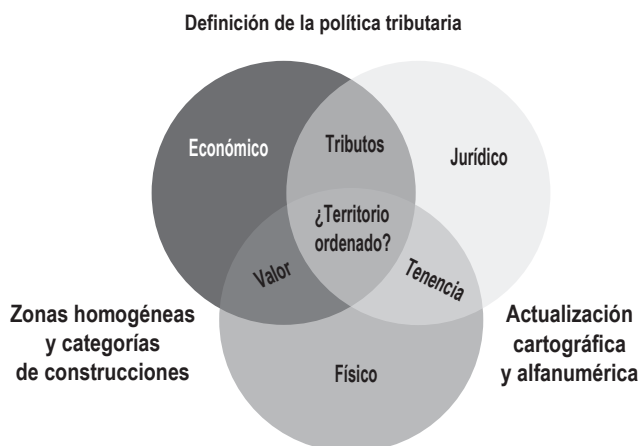 Definición de la política tributaria
Económico
Tributos
Jurídico
¿Territorio
ordenado?
Valor
Tenencia
Zonas homogéneas
y categorías
de construcciones
Actualización
cartográfica
y alfanumérica
Físico